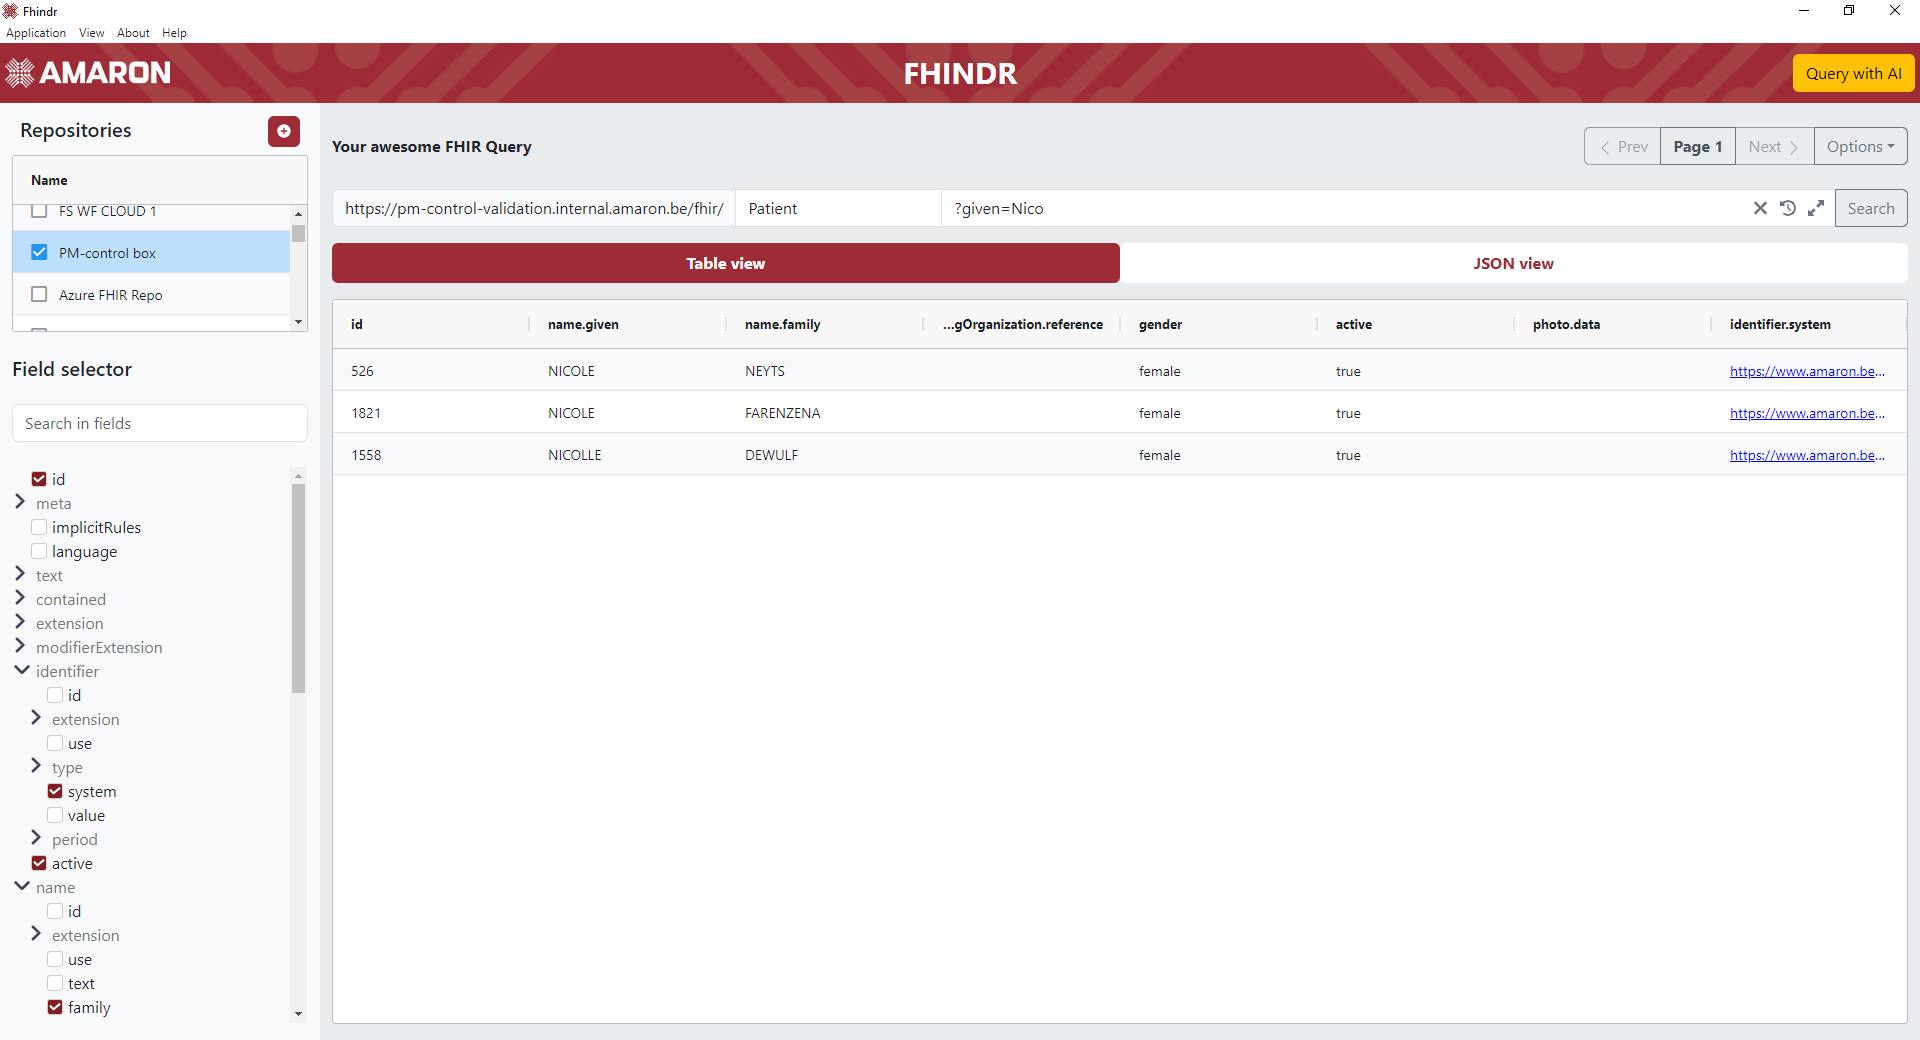 Fhindr
Application View About Help
AMARON
FHINDR
Query with AI
Repositories
Name
FS WF CLOUD 1
PM-control box
Azure FHIR Repo
Field selector
Search in fields
id
meta
implicitRules
language
text
contained
extension
modifierExtension
identifier
id
extension
use
type
system
value
period
active
name
id
extension
use
text
family
Your awesome FHIR Query
Prev Page 1 Next Options
https://pm-control-validation.internal.amaron.be/fhir/ Patient ?given=Nico Search
Table view JSON view
id name.given name.family ...gOrganization.reference gender active photo.data identifier.system
526 NICOLE NEYTS female true https://www.amaron.be...
1821 NICOLE FARENZENA female true https://www.amaron.be...
1558 NICOLLE DEWULF female true https://www.amaron.be...